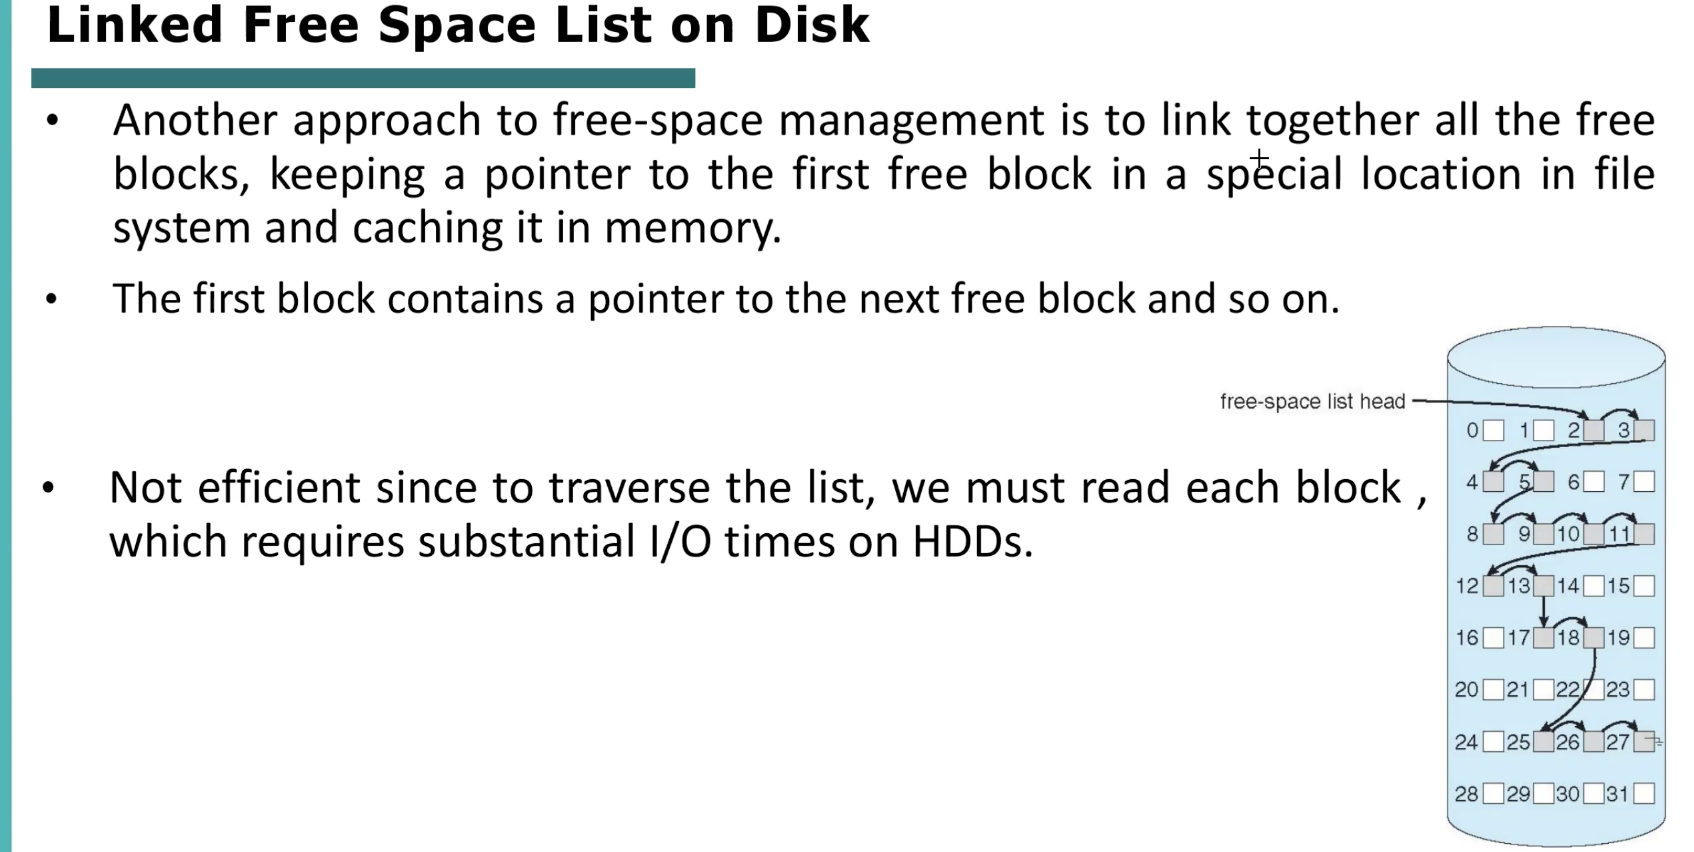 Linked Free Space List on Disk
• Another approach to free-space management is to link together all the free
blocks, keeping a pointer to the first free block in a special location in file
system and caching it in memory.
• The first block contains a pointer to the next free block and so on.
free-space list head
0 1 2 3
• Not efficient since to traverse the list, we must read each block ,
which requires substantial I/O times on HDDs.
4 5 6 7
8 9 10 11
12 13 14 15
16 17 18 19
20 21 22 23
24 25 26 27
28 29 30 31